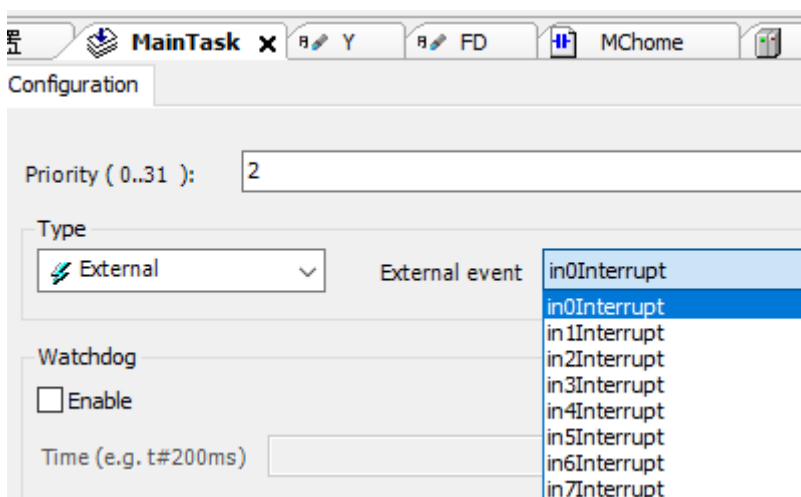 置 MainTask Y FD MChome
Configuration
Priority ( 0..31 ): 2
Type
External External event in0Interrupt
in0Interrupt
in1Interrupt
in2Interrupt
Watchdog
in3Interrupt
Enable
in4Interrupt
in5Interrupt
Time (e.g. t#200ms)
in6Interrupt
in7Interrupt